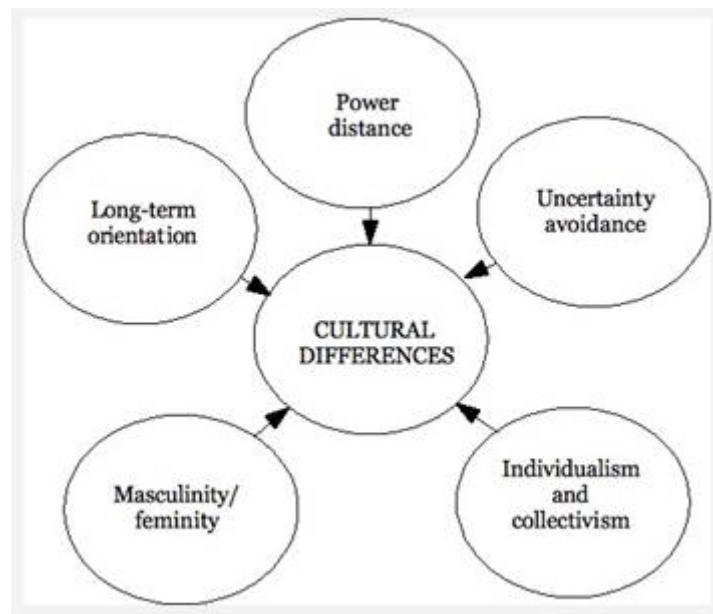 Power
distance
Long-term
orientation
Uncertainty
avoidance
CULTURAL
DIFFERENCES
Masculinity/
feminity
Individualism
and
collectivism